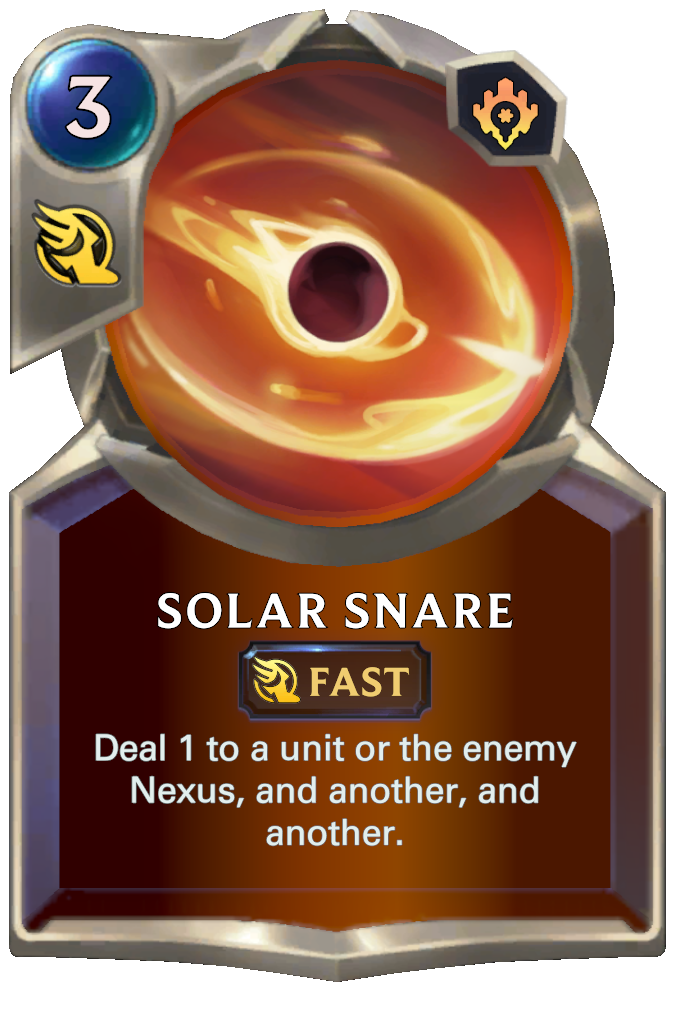 3
SOLAR SNARE
FAST
Deal 1 to a unit or the enemy
Nexus, and another, and
another.